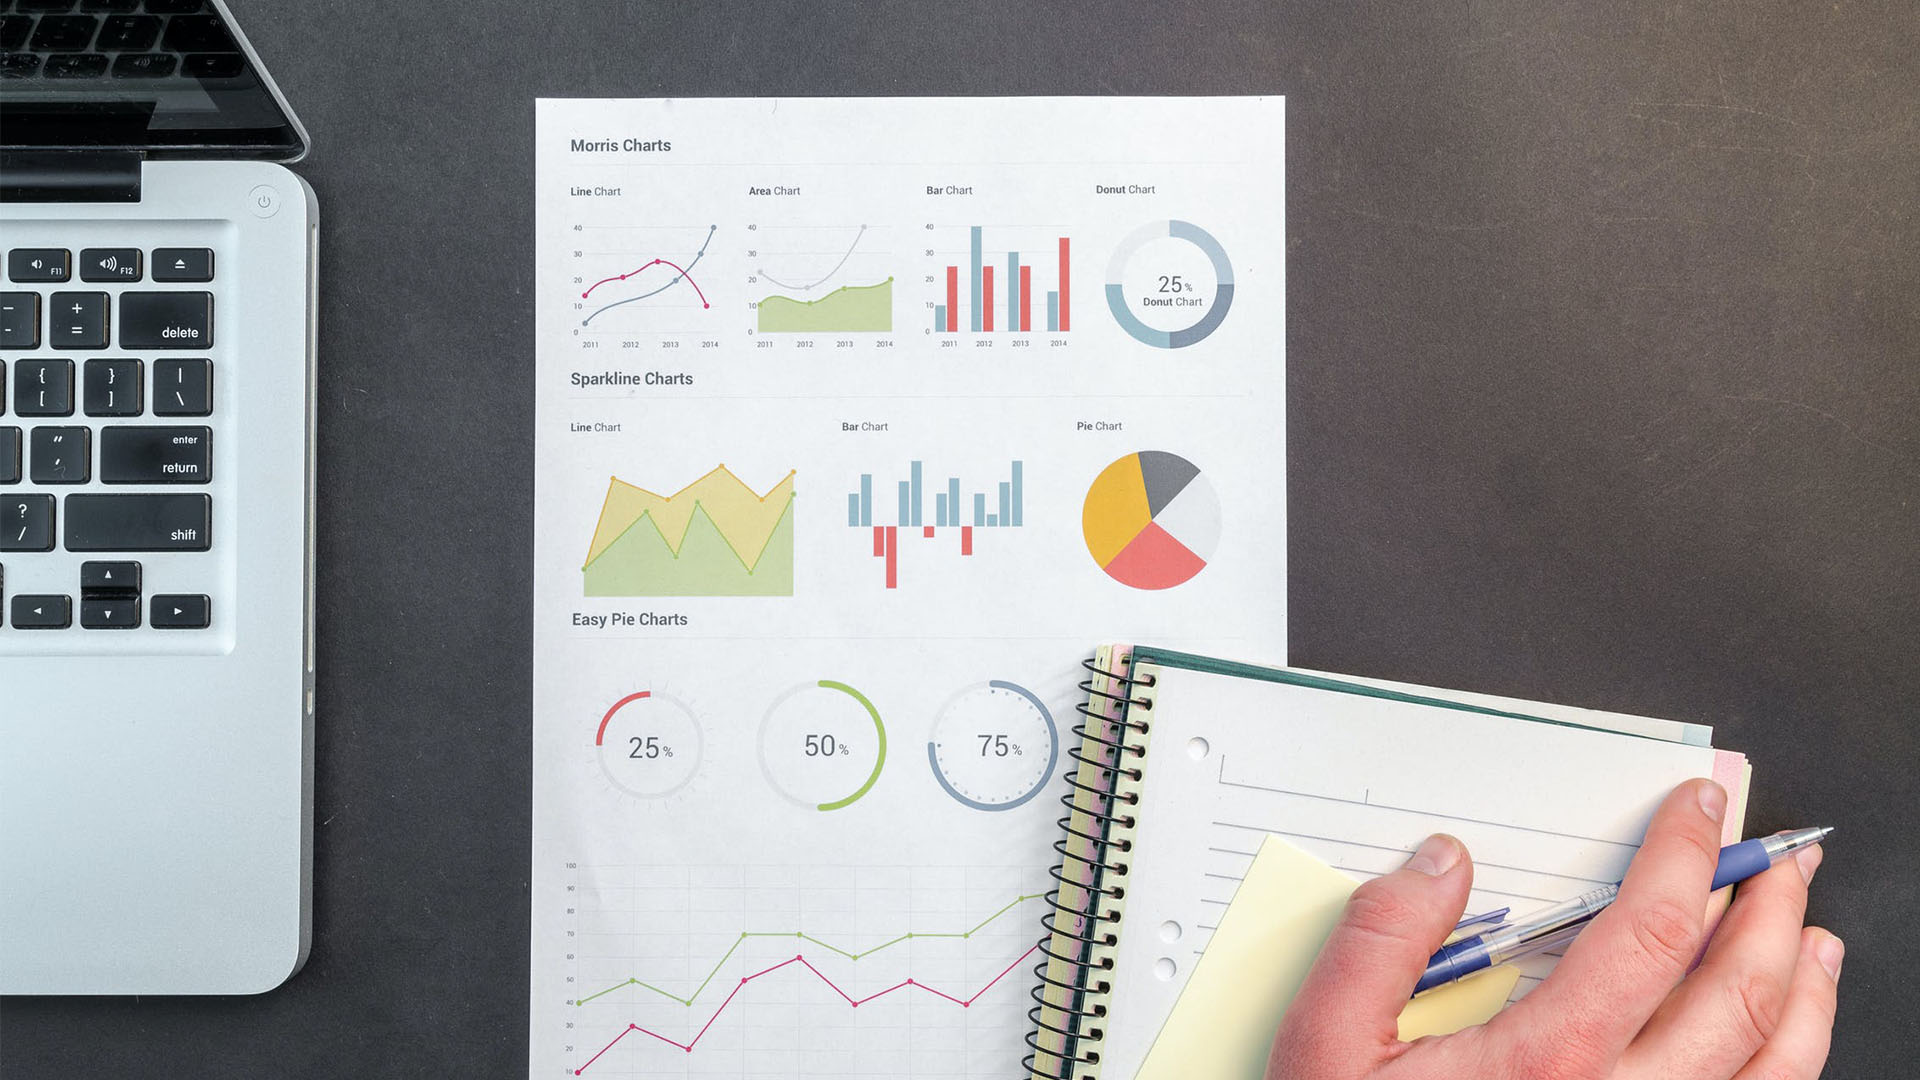 Morris Charts
Line Chart
Area Chart
Bar Chart
Donut Chart
40
30
20
10
0
2011 2012 2013 2014
40
30
20
10
0
2011 2012 2013 2014
40
30
20
10
0
2011 2012 2013 2014
25%
Donut Chart
Sparkline Charts
Line Chart
Bar Chart
Pie Chart
Easy Pie Charts
25%
50%
75%
100
90
80
70
60
50
40
30
20
10
F11
F12
- =
+
delete
{ }
[ ]
|
\
"
'
enter
return
?
/
shift